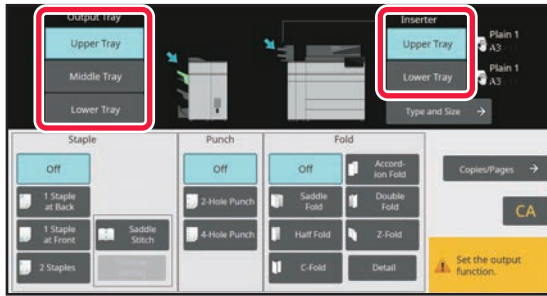 Output Tray
Upper Tray
Middle Tray
Lower Tray
Inserter
Upper Tray
Plain 1
A3
Lower Tray
Plain 1
A3
Type and Size
Staple
Off
1 Staple
at Back
1 Staple
at Front
Saddle
Stitch
2 Staples
Punch
Off
2-Hole Punch
4-Hole Punch
Fold
Off
Accord-
ion Fold
Saddle
Fold
Double
Fold
Half Fold
Z-Fold
C-Fold
Detail
Copies/Pages
CA
Set the output
function.